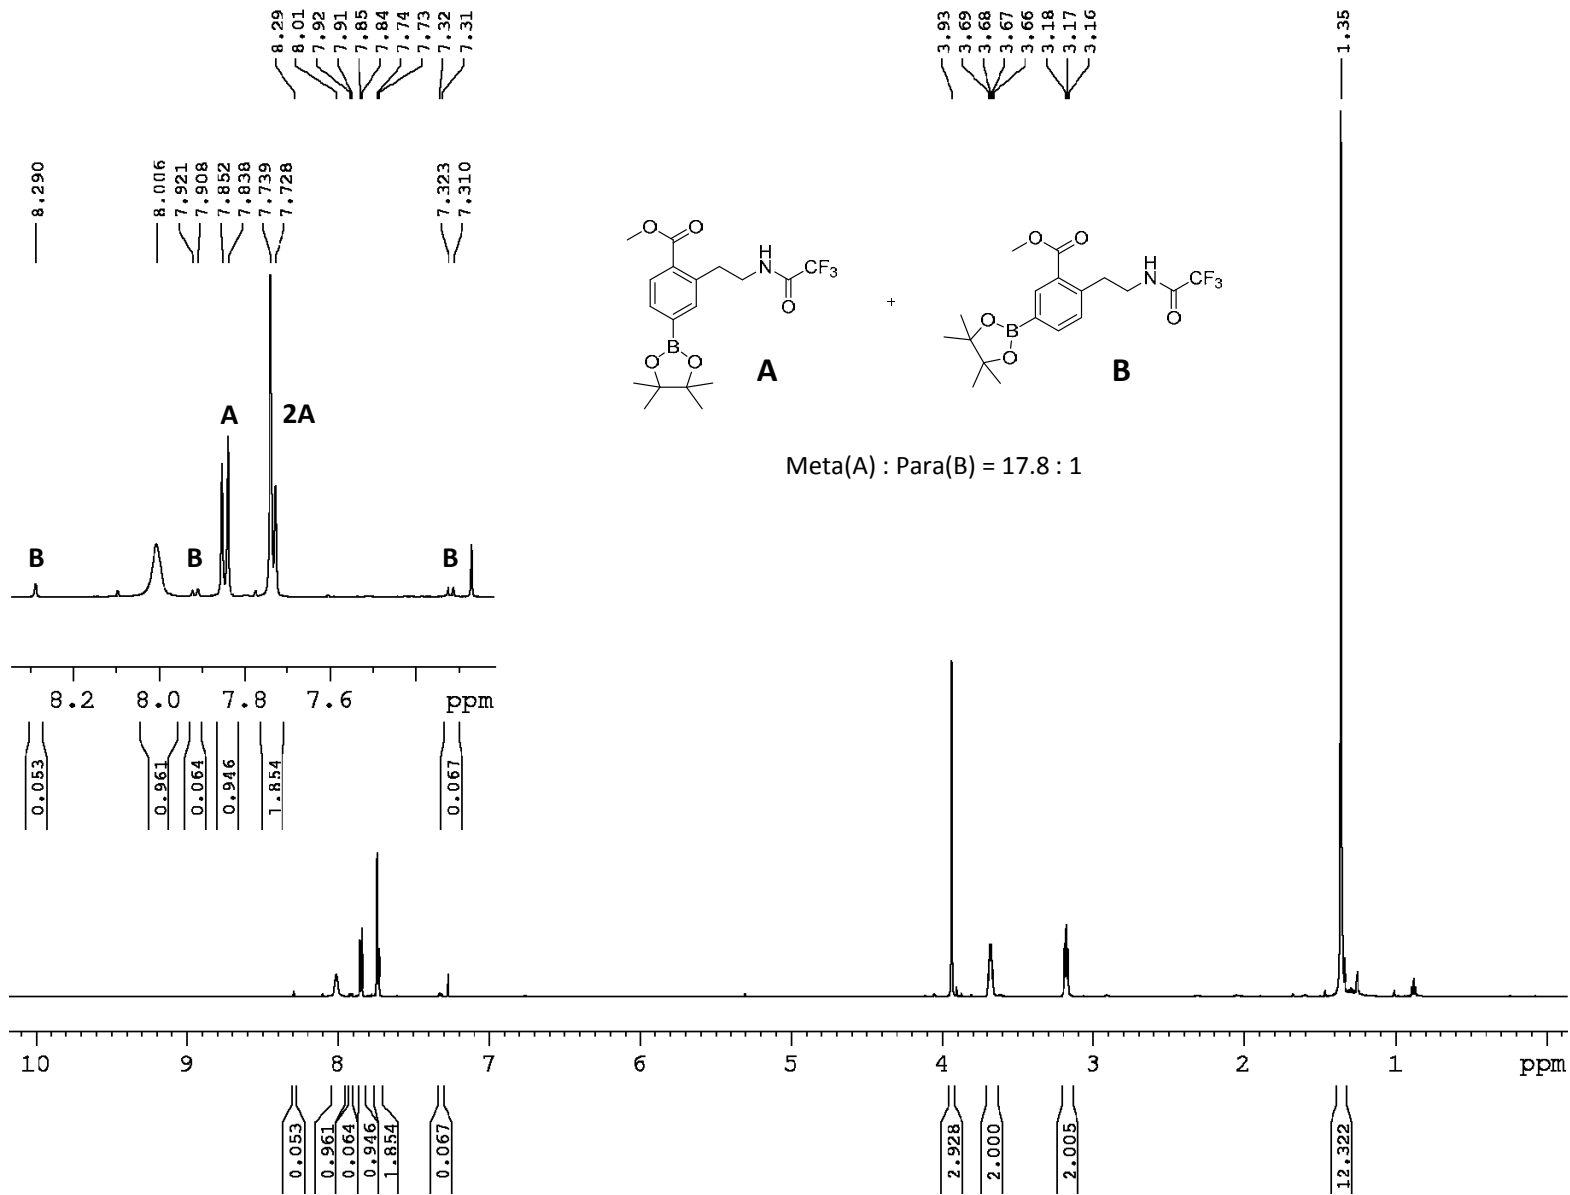 8.29
8.01
7.92
7.91
7.85
7.84
7.74
7.73
7.32
7.31
3.93
3.69
3.68
3.67
3.66
3.18
3.17
3.16
1.35
8.290
8.006
7.921
7.908
7.852
7.838
7.739
7.728
7.323
7.310
O
O
H
N
CF3
O
B
O
O
A
+
O
O
H
N
CF3
O
O
B
O
B
A
2A
B
B
B
Meta(A) : Para(B) = 17.8 : 1
8.2 8.0 7.8 7.6 ppm
0.053
0.961
0.064
0.946
1.854
0.067
10 9 8 7 6 5 4 3 2 1 ppm
0.053
0.961
0.064
0.946
1.854
0.067
2.928
2.000
2.005
12.322